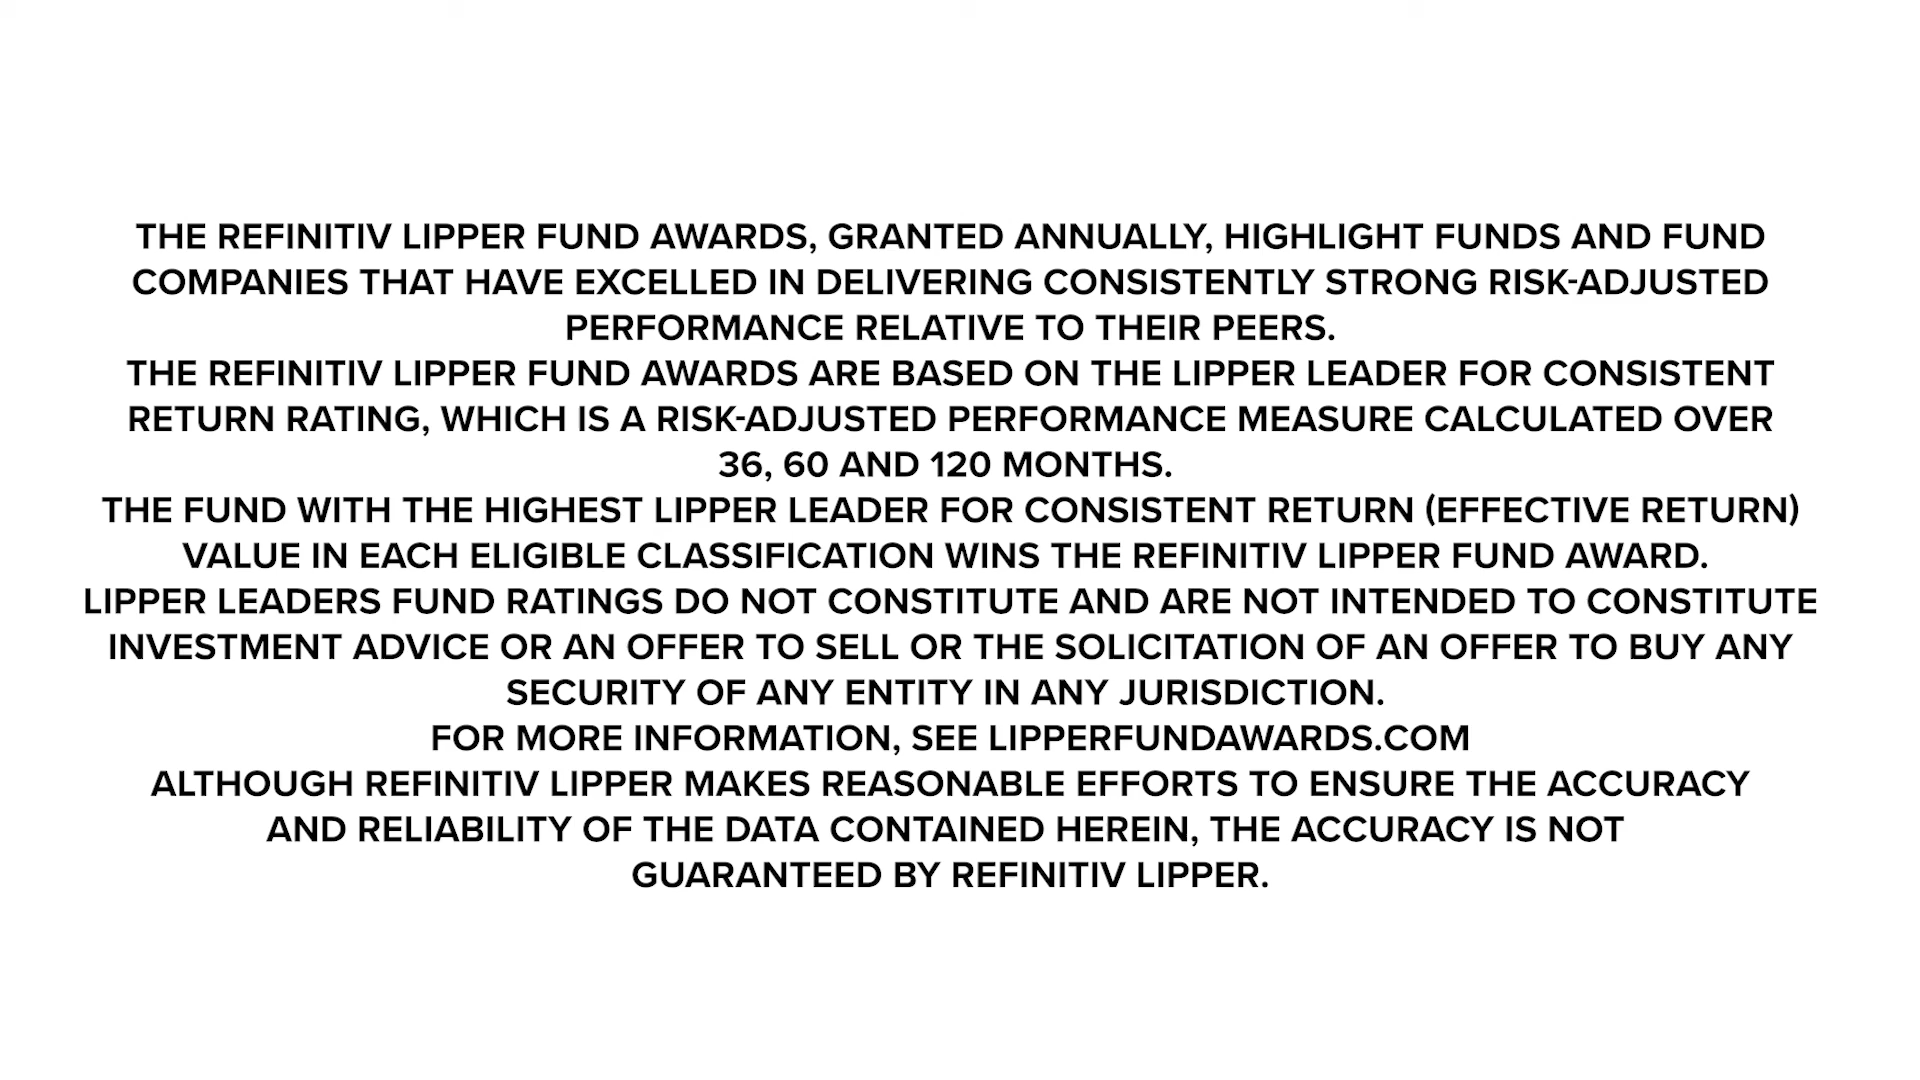 THE REFINITIV LIPPER FUND AWARDS, GRANTED ANNUALLY, HIGHLIGHT FUNDS AND FUND
COMPANIES THAT HAVE EXCELLED IN DELIVERING CONSISTENTLY STRONG RISK-ADJUSTED
PERFORMANCE RELATIVE TO THEIR PEERS.
THE REFINITIV LIPPER FUND AWARDS ARE BASED ON THE LIPPER LEADER FOR CONSISTENT
RETURN RATING, WHICH IS A RISK-ADJUSTED PERFORMANCE MEASURE CALCULATED OVER
36, 60 AND 120 MONTHS.
THE FUND WITH THE HIGHEST LIPPER LEADER FOR CONSISTENT RETURN (EFFECTIVE RETURN)
VALUE IN EACH ELIGIBLE CLASSIFICATION WINS THE REFINITIV LIPPER FUND AWARD.
LIPPER LEADERS FUND RATINGS DO NOT CONSTITUTE AND ARE NOT INTENDED TO CONSTITUTE
INVESTMENT ADVICE OR AN OFFER TO SELL OR THE SOLICITATION OF AN OFFER TO BUY ANY
SECURITY OF ANY ENTITY IN ANY JURISDICTION.
FOR MORE INFORMATION, SEE LIPPERFUNDAWARDS.COM
ALTHOUGH REFINITIV LIPPER MAKES REASONABLE EFFORTS TO ENSURE THE ACCURACY
AND RELIABILITY OF THE DATA CONTAINED HEREIN, THE ACCURACY IS NOT
GUARANTEED BY REFINITIV LIPPER.